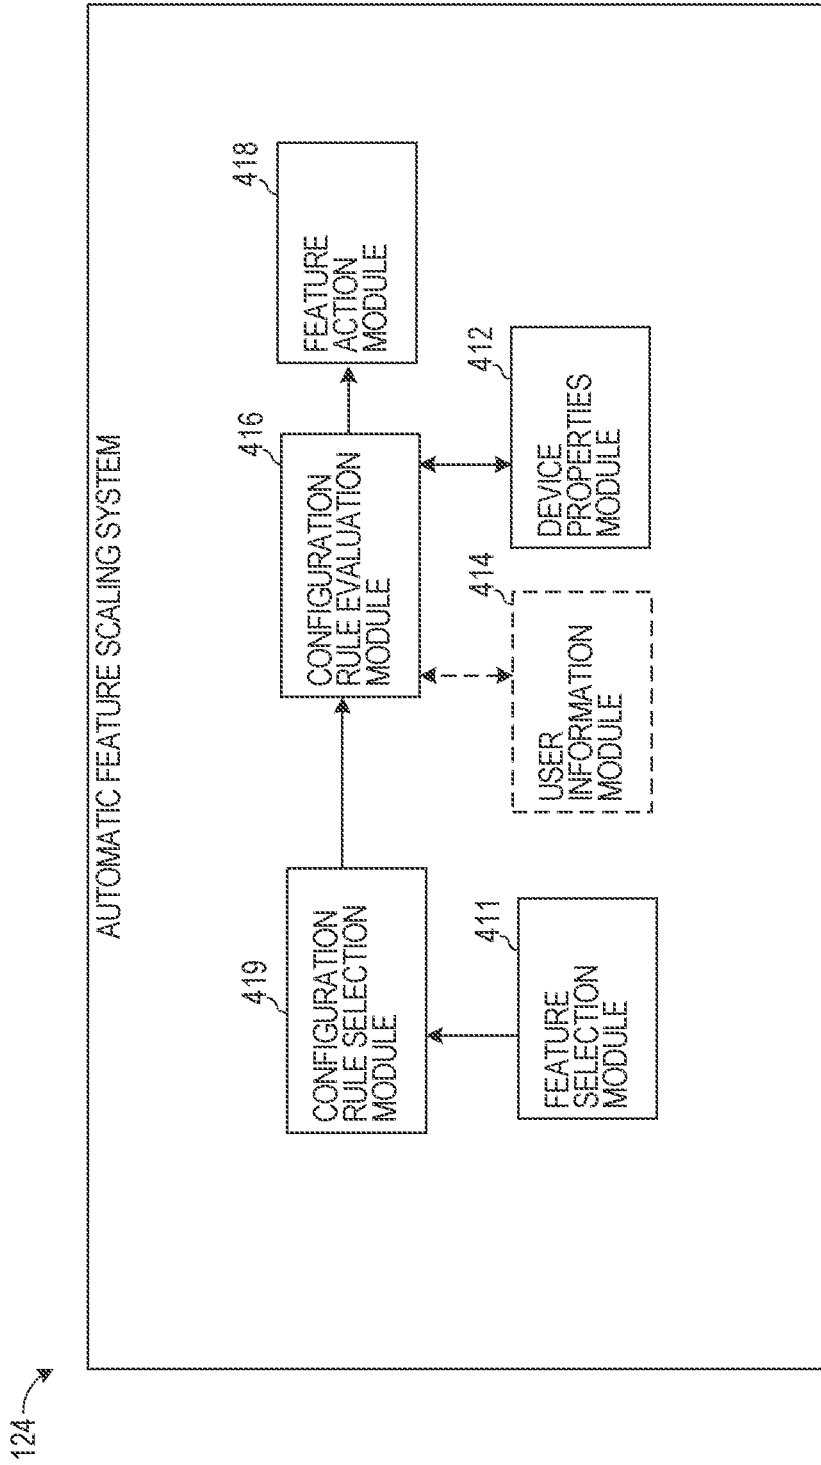 124
AUTOMATIC FEATURE SCALING SYSTEM
419
CONFIGURATION
RULE SELECTION
MODULE
416
CONFIGURATION
RULE EVALUATION
MODULE
418
FEATURE
ACTION
MODULE
411
FEATURE
SELECTION
MODULE
414
USER
INFORMATION
MODULE
412
DEVICE
PROPERTIES
MODULE